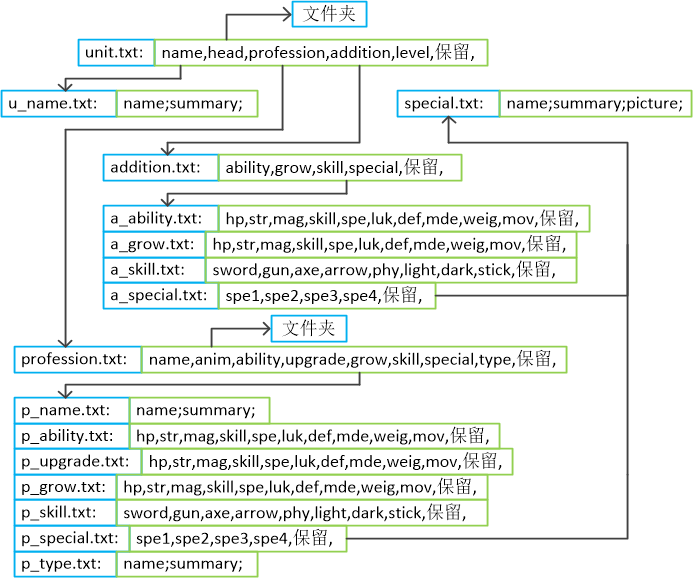 文件夹
unit.txt: name,head,profession,addition,level,保留,
u_name.txt: name;summary;
special.txt: name;summary;picture;
addition.txt: ability,grow,skill,special,保留,
a_ability.txt: hp,str,mag,skill,spe,luk,def,mde,weig,mov,保留,
a_grow.txt: hp,str,mag,skill,spe,luk,def,mde,weig,mov,保留,
a_skill.txt: sword,gun,axe,arrow,phy,light,dark,stick,保留,
a_special.txt: spe1,spe2,spe3,spe4,保留,
文件夹
profession.txt: name,anim,ability,upgrade,grow,skill,special,type,保留,
p_name.txt: name;summary;
p_ability.txt: hp,str,mag,skill,spe,luk,def,mde,weig,mov,保留,
p_upgrade.txt: hp,str,mag,skill,spe,luk,def,mde,weig,mov,保留,
p_grow.txt: hp,str,mag,skill,spe,luk,def,mde,weig,mov,保留,
p_skill.txt: sword,gun,axe,arrow,phy,light,dark,stick,保留,
p_special.txt: spe1,spe2,spe3,spe4,保留,
p_type.txt: name;summary;